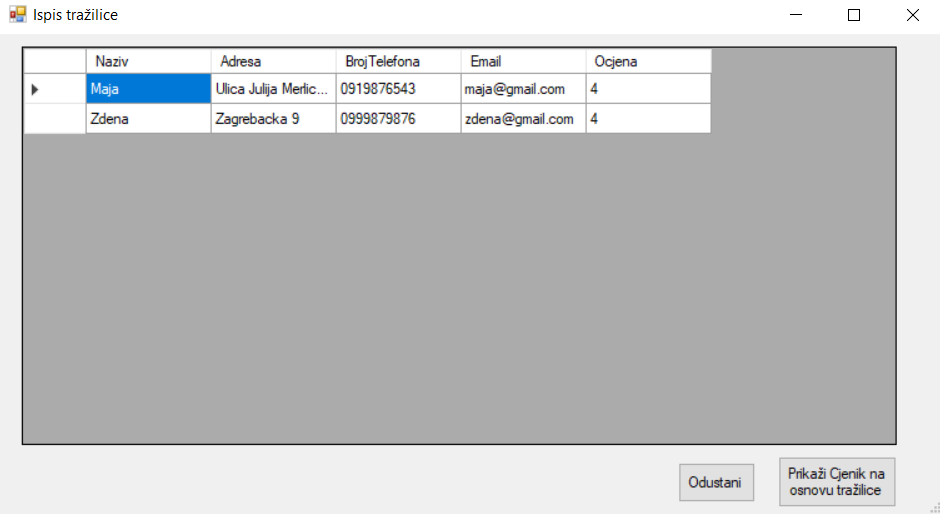 Ispis tražilice
Naziv Adresa BrojTelefona Email Ocjena
Maja Ulica Julija Merlic... 0919876543 maja@gmail.com 4
Zdena Zagrebacka 9 0999879876 zdena@gmail.com 4
Odustani
Prikaži Cjenik na
osnovu tražilice